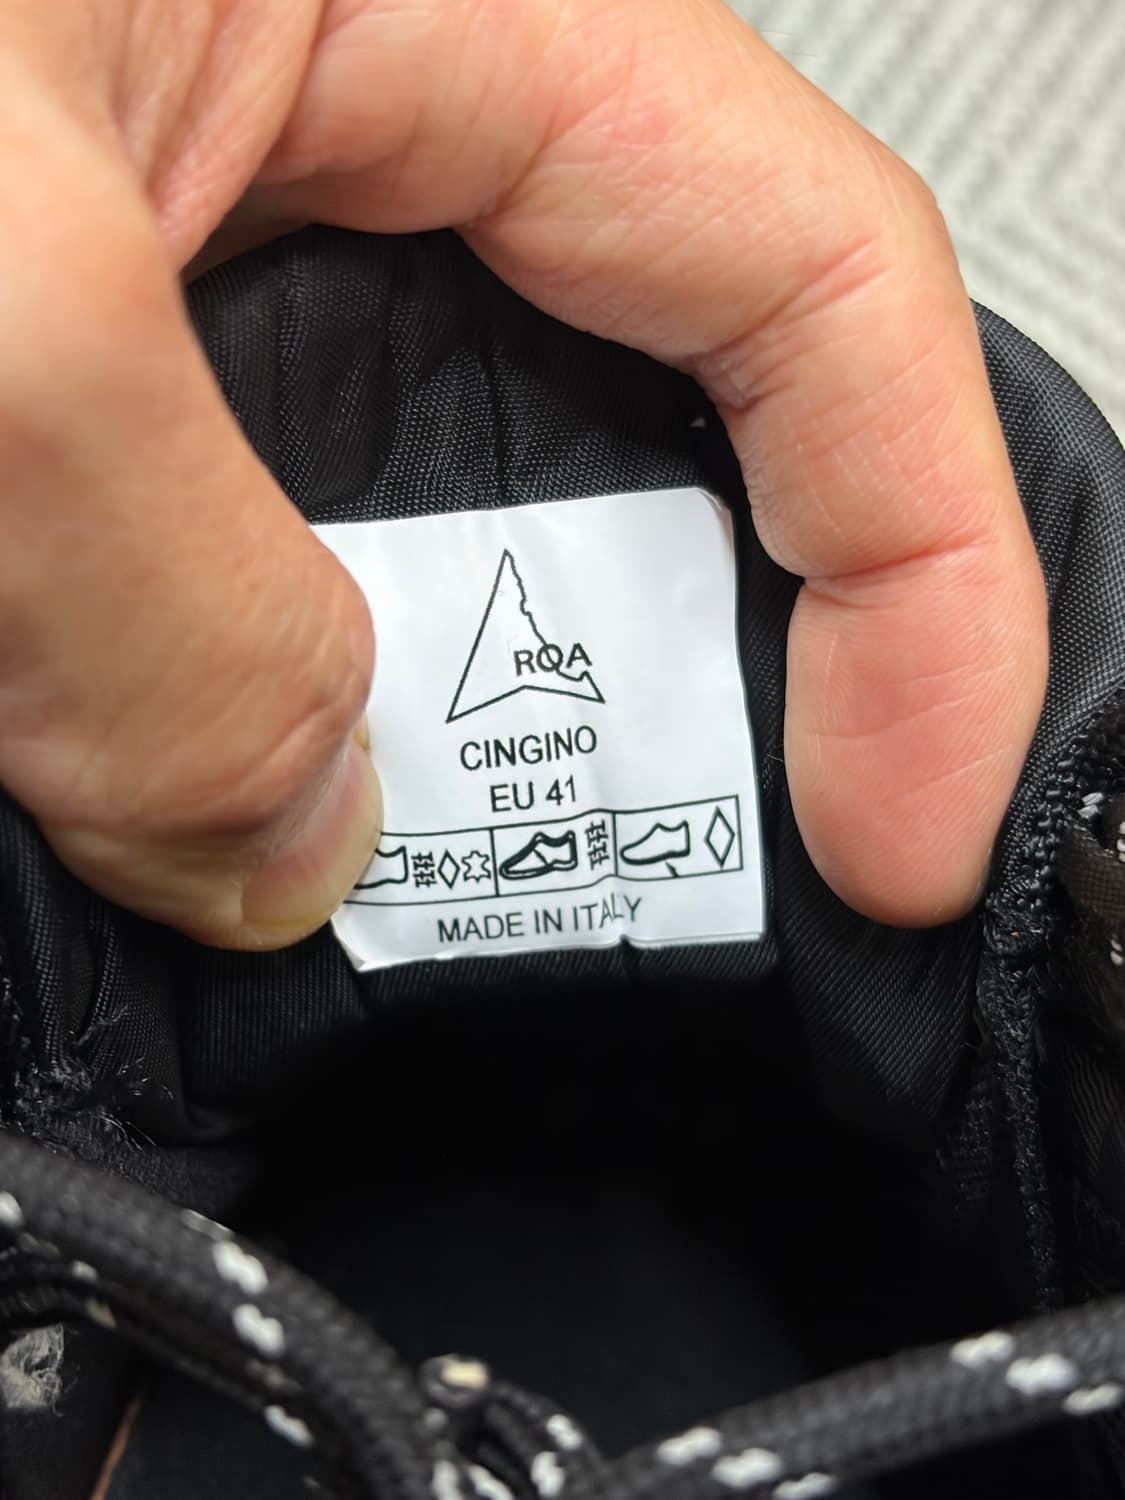 ROA
CINGINO
EU 41
MADE IN ITALY